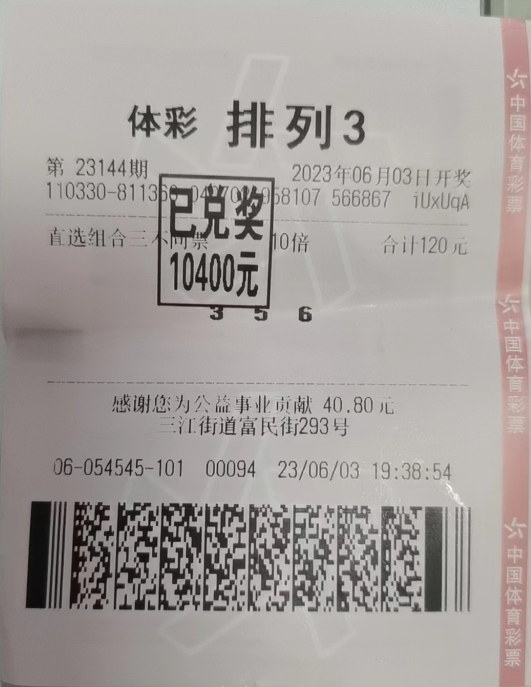 体彩 排列3
第 23144期 2023年06月03日开奖
110330-811366 58107 566867 iUxUqA
已兑奖
10400元
直选组合三不同票 10倍 合计120元
3 5 6
感谢您为公益事业贡献 40.80元
三江街道富民街293号
06-054545-101 00094 23/06/03 19:38:54
中国体育彩票
中国体育彩票
中国体育彩票